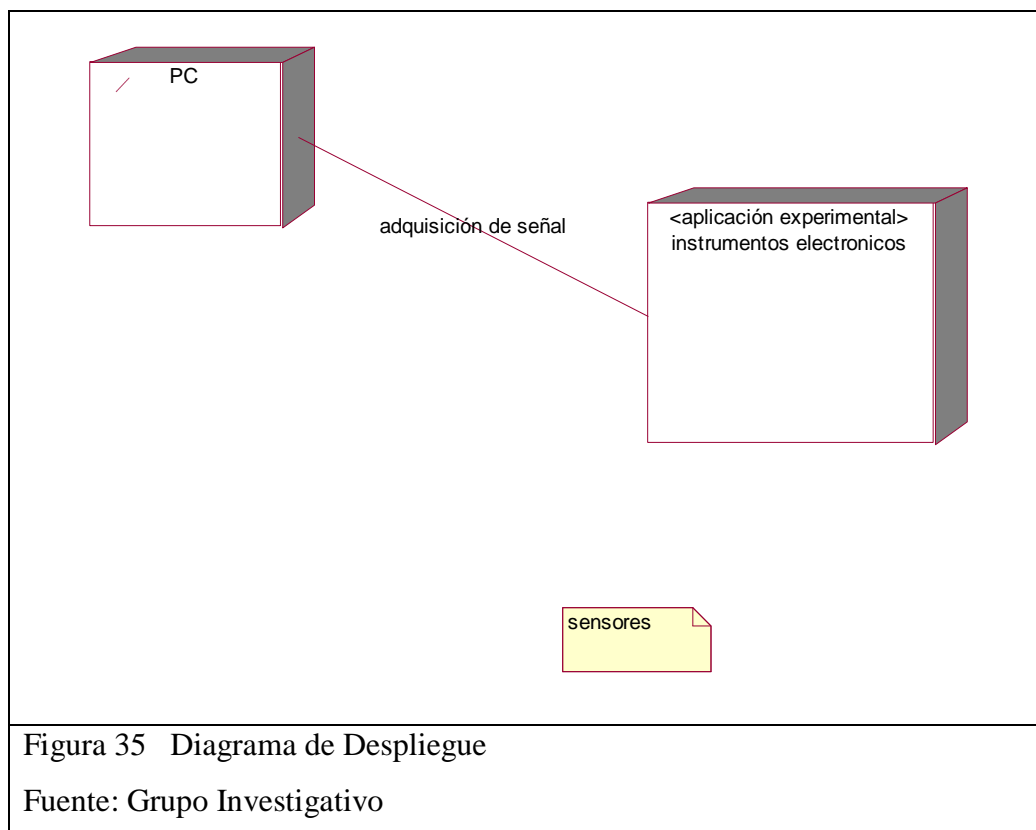 PC
adquisición de señal
<aplicación experimental>
instrumentos electronicos
sensores
Figura 35 Diagrama de Despliegue
Fuente: Grupo Investigativo